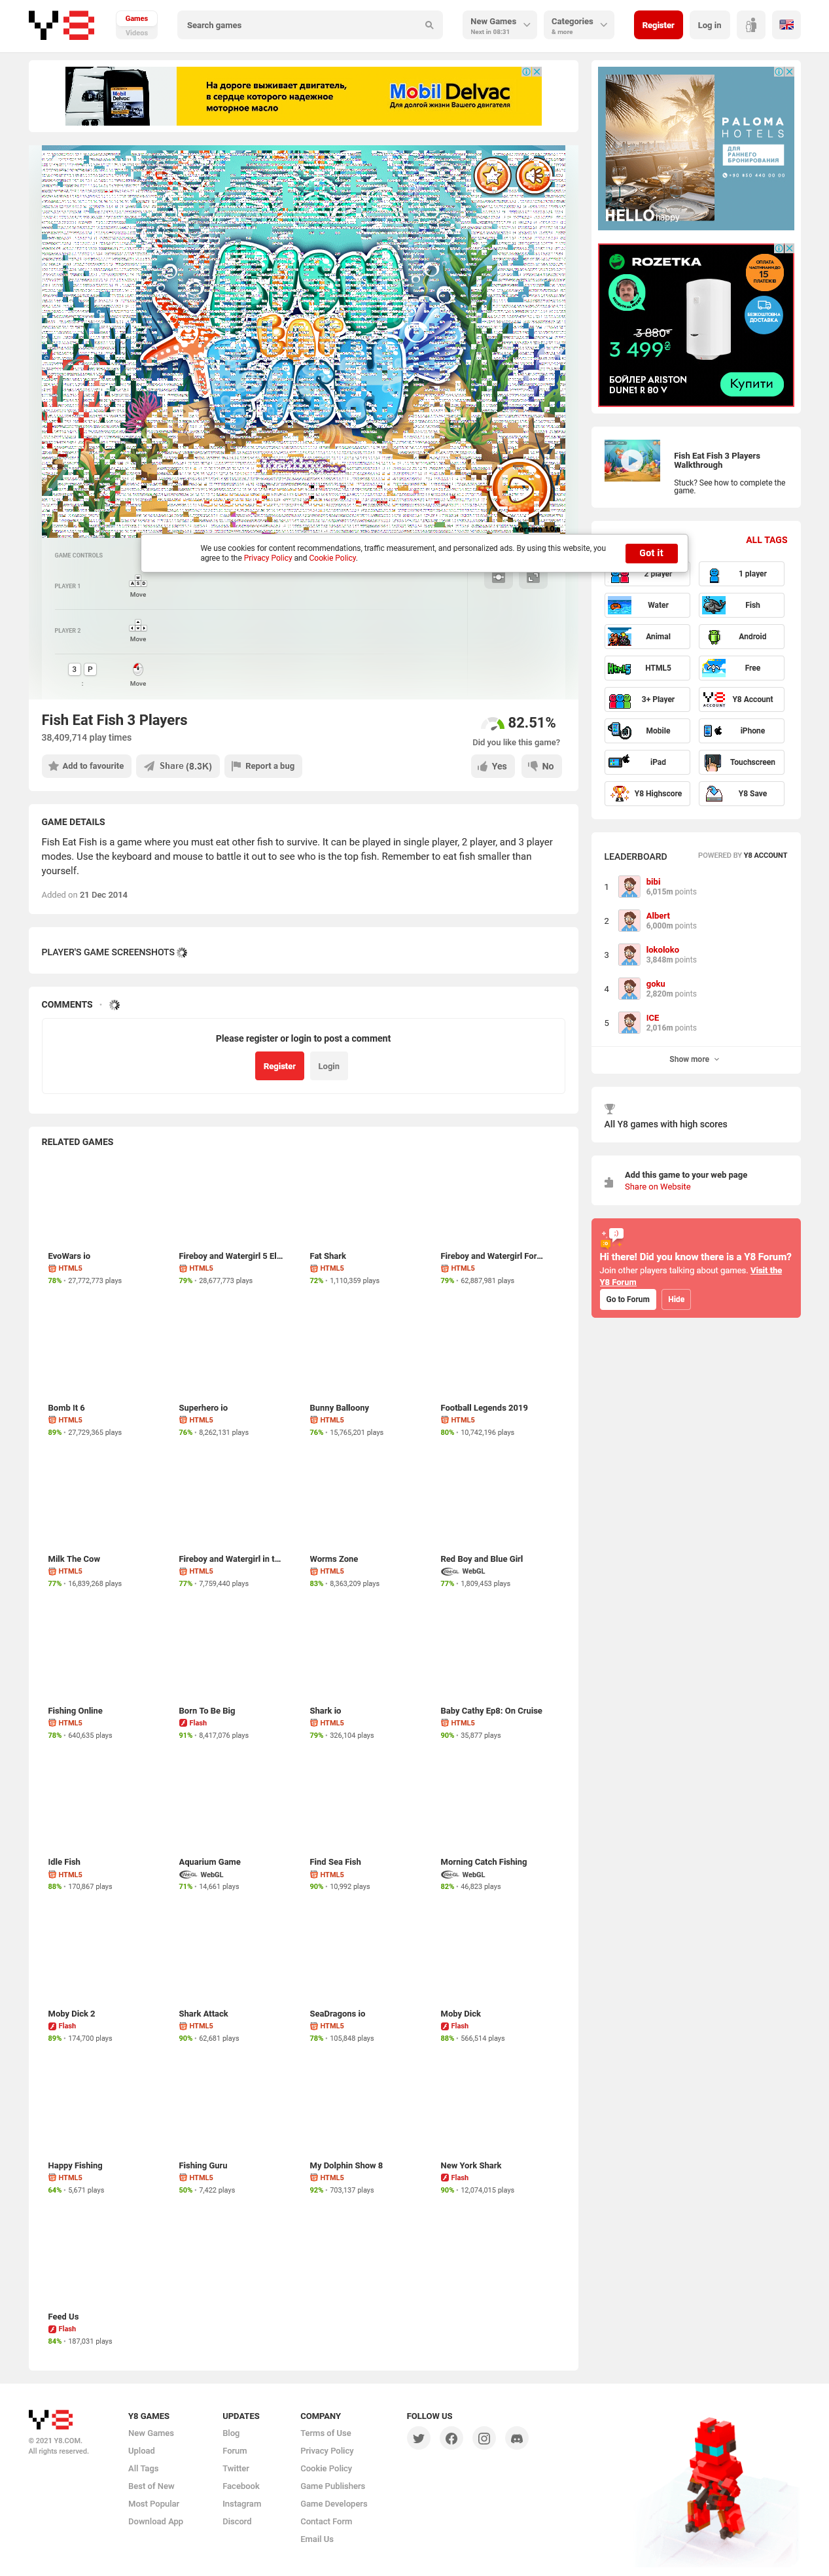 Y8
Games
Videos
Search games
New Games
Next in 08:31
Categories
& more
Register
Log in
На дороге выживает двигатель,
в сердце которого надежное
моторное масло
Mobil Delvac
Для долгой жизни Вашего двигателя
PALOMA
HOTELS
ДЛЯ
РАННЕГО
БРОНИРОВАНИЯ
HELLO happy
ROZETKA
3 880₴
3 499₴
БЕЗКОШТОВНА
ДОСТАВКА
БОЙЛЕР ARISTON
DUNE1 R 80 V
Купити
FISH
EAT
FISH
Fish Eat Fish 3 Players
Walkthrough
Stuck? See how to complete the
game.
We use cookies for content recommendations, traffic measurement, and personalized ads. By using this website, you
agree to the Privacy Policy and Cookie Policy.
Got it
GAME CONTROLS
PLAYER 1
A S D
Move
PLAYER 2
Move
3 P
:
Move
ALL TAGS
2 player
1 player
Water
Fish
Animal
Android
HTML5
Free
3+ Player
Y8 Account
Mobile
iPhone
iPad
Touchscreen
Y8 Highscore
Y8 Save
Fish Eat Fish 3 Players
38,409,714 play times
82.51%
Did you like this game?
Add to favourite
Share (8.3K)
Report a bug
Yes
No
GAME DETAILS
Fish Eat Fish is a game where you must eat other fish to survive. It can be played in single player, 2 player, and 3 player
modes. Use the keyboard and mouse to battle it out to see who is the top fish. Remember to eat fish smaller than
yourself.
Added on 21 Dec 2014
PLAYER'S GAME SCREENSHOTS
COMMENTS
Please register or login to post a comment
Register
Login
LEADERBOARD
POWERED BY Y8 ACCOUNT
1
bibi
6,015m points
2
Albert
6,000m points
3
lokoloko
3,848m points
4
goku
2,820m points
5
ICE
2,016m points
Show more
All Y8 games with high scores
Add this game to your web page
Share on Website
Hi there! Did you know there is a Y8 Forum?
Join other players talking about games. Visit the
Y8 Forum
Go to Forum
Hide
RELATED GAMES
EvoWars io
HTML5
78% • 27,772,773 plays
Fireboy and Watergirl 5 El...
HTML5
79% • 28,677,773 plays
Fat Shark
HTML5
72% • 1,110,359 plays
Fireboy and Watergirl For...
HTML5
79% • 62,887,981 plays
Bomb It 6
HTML5
89% • 27,729,365 plays
Superhero io
HTML5
76% • 8,262,131 plays
Bunny Balloony
HTML5
76% • 15,765,201 plays
Football Legends 2019
HTML5
80% • 10,742,196 plays
Milk The Cow
HTML5
77% • 16,839,268 plays
Fireboy and Watergirl in t...
HTML5
77% • 7,759,440 plays
Worms Zone
HTML5
83% • 8,363,209 plays
Red Boy and Blue Girl
WebGL
77% • 1,809,453 plays
Fishing Online
HTML5
78% • 640,635 plays
Born To Be Big
Flash
91% • 8,417,076 plays
Shark io
HTML5
79% • 326,104 plays
Baby Cathy Ep8: On Cruise
HTML5
90% • 35,877 plays
Idle Fish
HTML5
88% • 170,867 plays
Aquarium Game
WebGL
71% • 14,661 plays
Find Sea Fish
HTML5
90% • 10,992 plays
Morning Catch Fishing
WebGL
82% • 46,823 plays
Moby Dick 2
Flash
89% • 174,700 plays
Shark Attack
HTML5
90% • 62,681 plays
SeaDragons io
HTML5
78% • 105,848 plays
Moby Dick
Flash
88% • 566,514 plays
Happy Fishing
HTML5
64% • 5,671 plays
Fishing Guru
HTML5
50% • 7,422 plays
My Dolphin Show 8
HTML5
92% • 703,137 plays
New York Shark
Flash
90% • 12,074,015 plays
Feed Us
Flash
84% • 187,031 plays
Y8
© 2021 Y8.COM.
All rights reserved.
Y8 GAMES
New Games
Upload
All Tags
Best of New
Most Popular
Download App
UPDATES
Blog
Forum
Twitter
Facebook
Instagram
Discord
COMPANY
Terms of Use
Privacy Policy
Cookie Policy
Game Publishers
Game Developers
Contact Form
Email Us
FOLLOW US